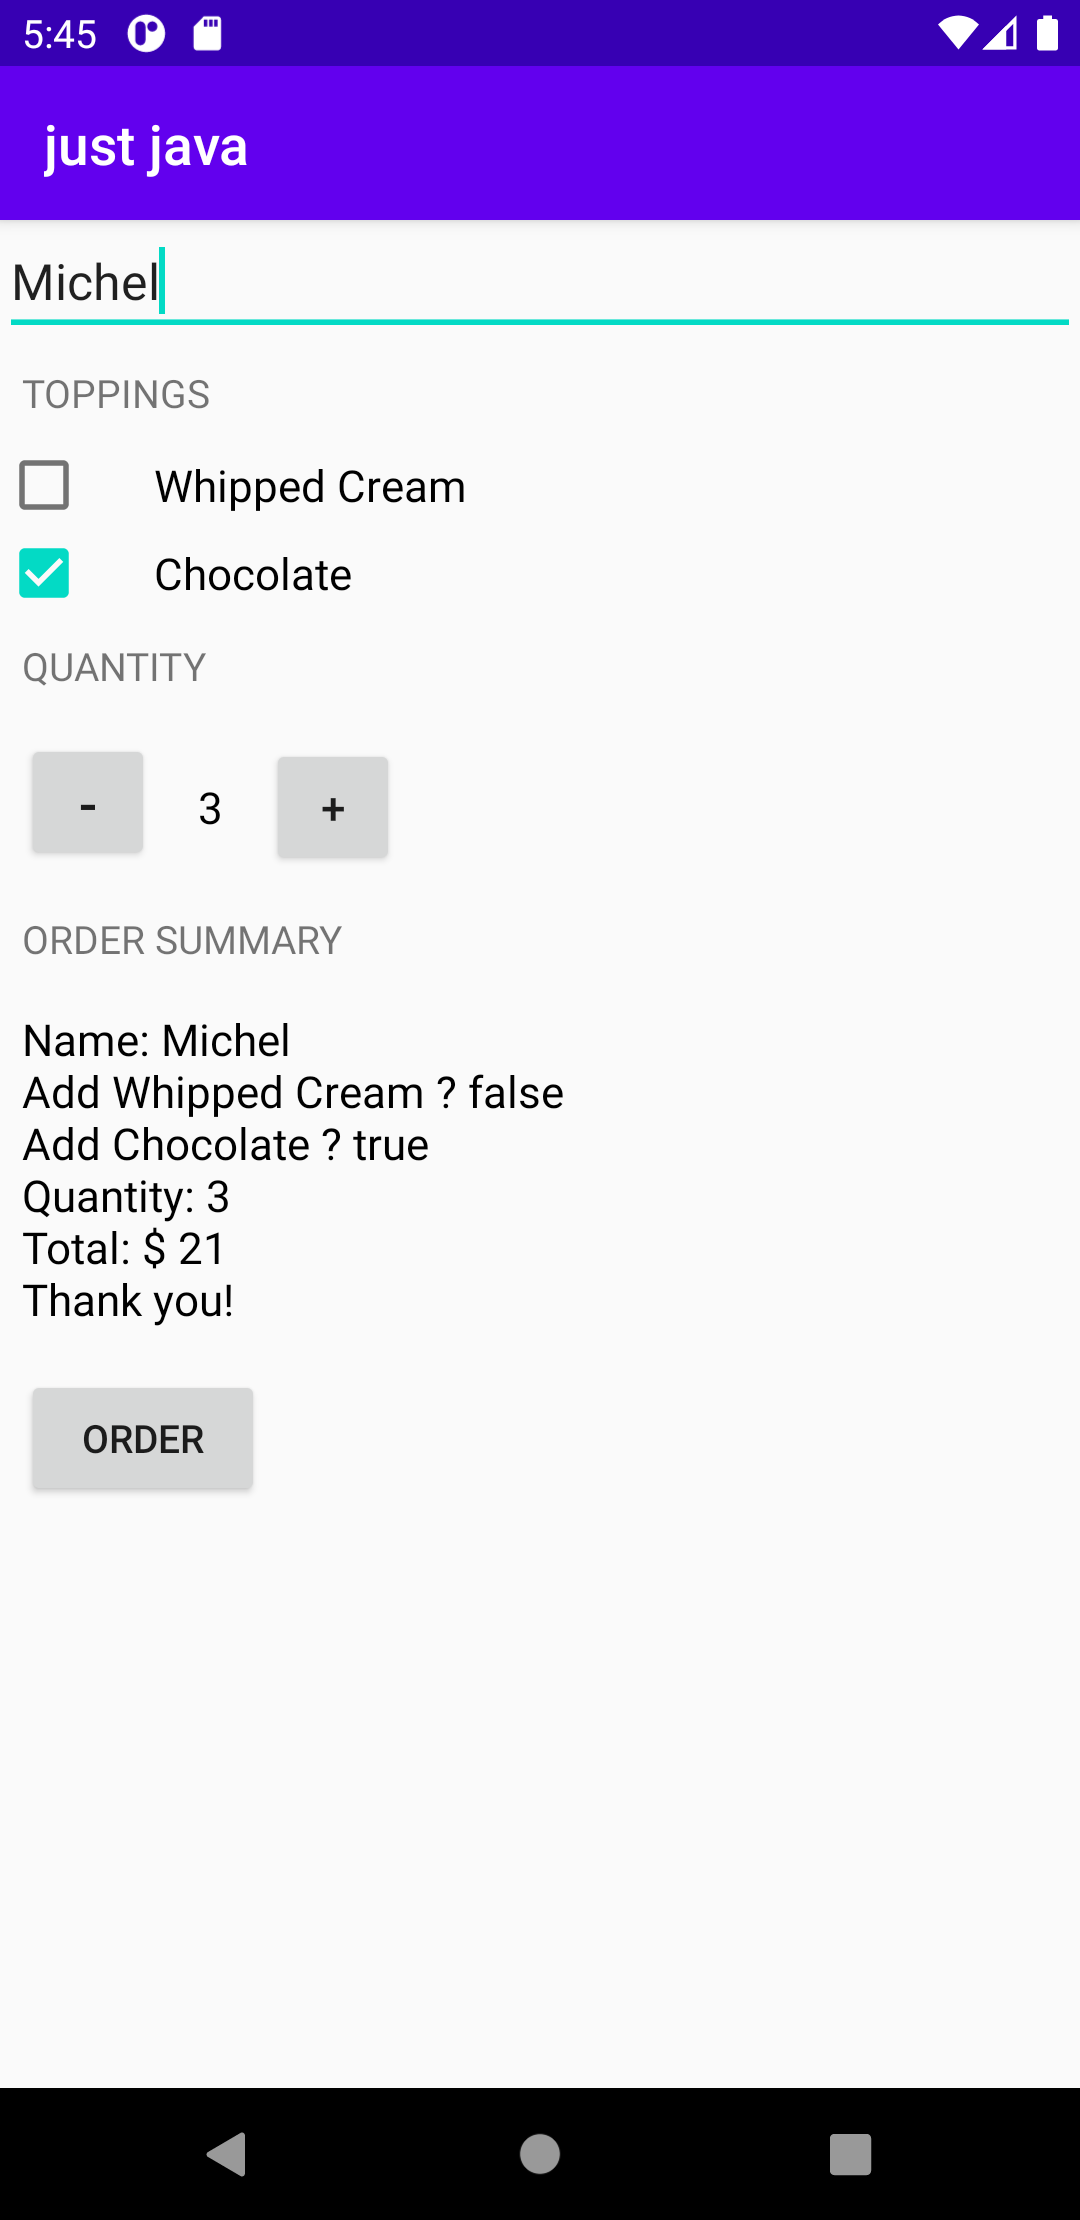 5:45
just java
Michel
TOPPINGS
Whipped Cream
Chocolate
QUANTITY
- 3 +
ORDER SUMMARY
Name: Michel
Add Whipped Cream ? false
Add Chocolate ? true
Quantity: 3
Total: $ 21
Thank you!
ORDER